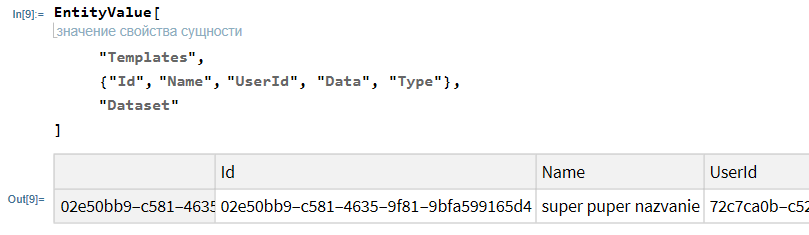 In[9]:= EntityValue[
значение свойства сущности
"Templates",
{"Id", "Name", "UserId", "Data", "Type"},
"Dataset"
]
Id Name UserId
Out[9]= 02e50bb9–c581–4635 02e50bb9–c581–4635–9f81–9bfa599165d4 super puper nazvanie 72c7ca0b–c52